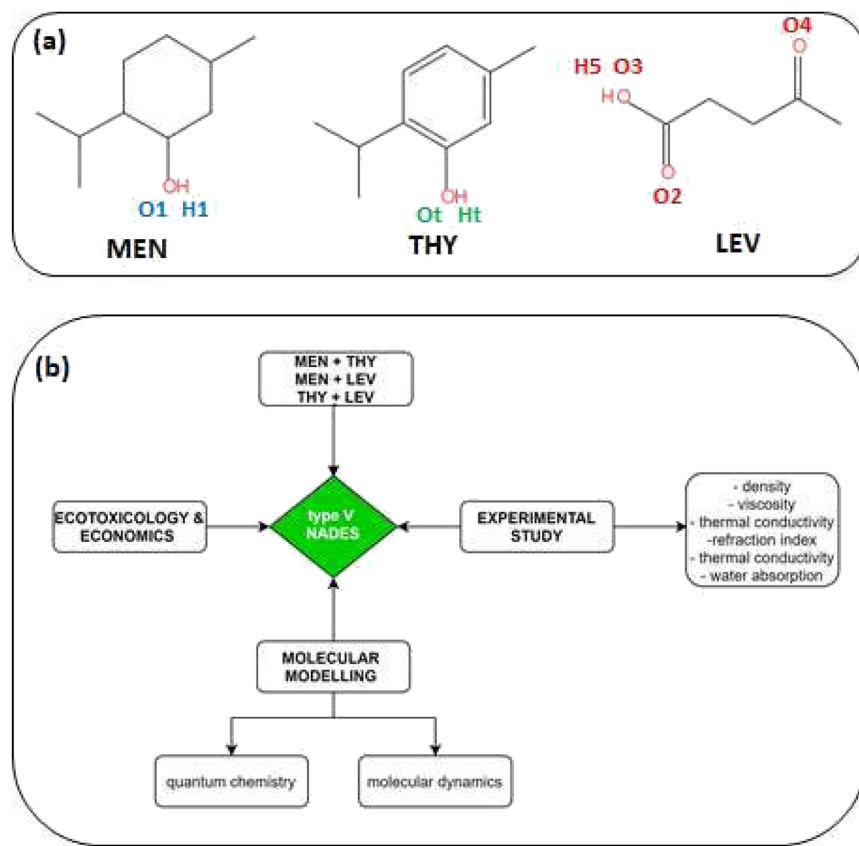 (a)
O4
O
H5 O3
HO
O
OH
O1 H1
OH
Ot Ht
O2
MEN
THY
LEV
(b)
MEN + THY
MEN + LEV
THY + LEV
ECOTOXICOLOGY &
ECONOMICS
type V
NADES
EXPERIMENTAL
STUDY
- density
- viscosity
- thermal conductivity
-refraction index
- thermal conductivity
- water absorption
MOLECULAR
MODELLING
quantum chemistry
molecular dynamics